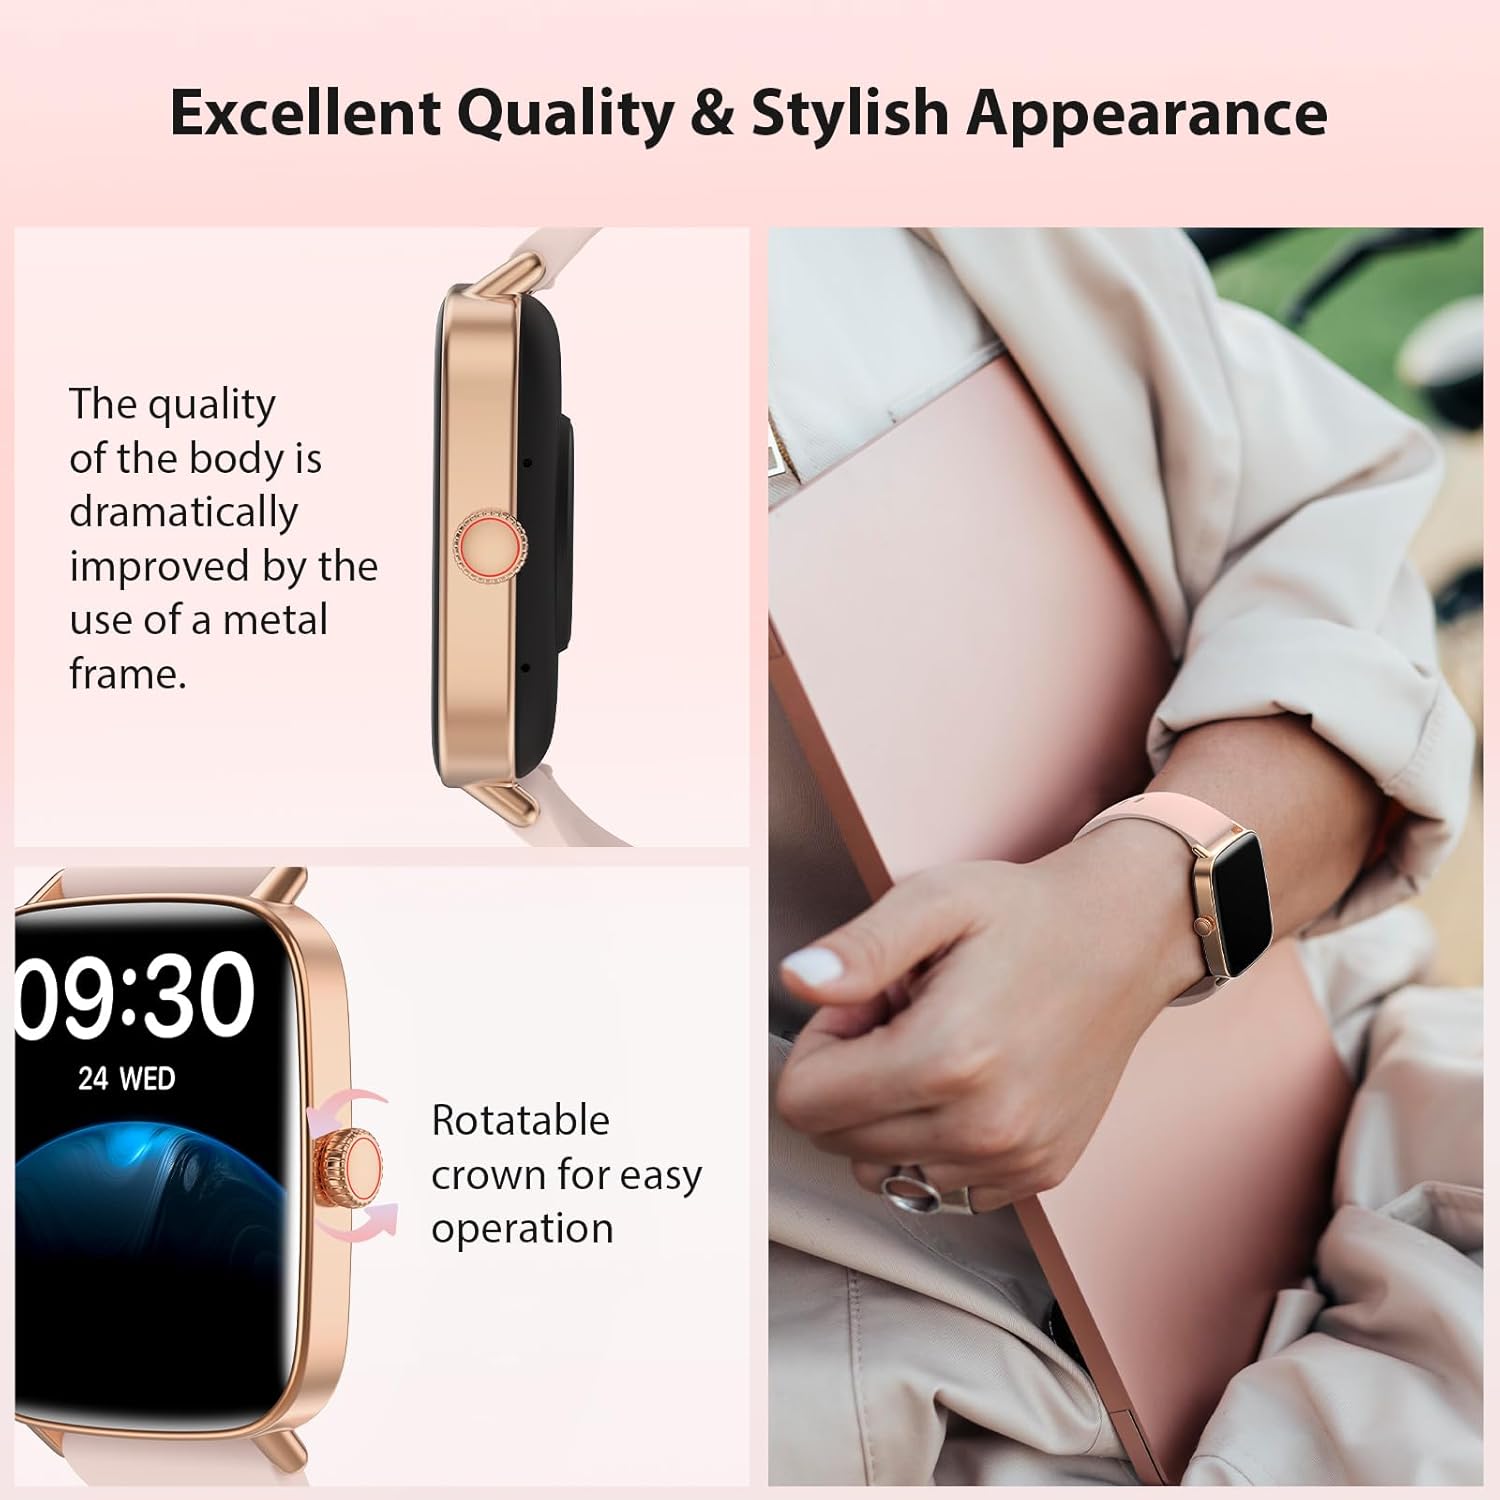 Excellent Quality & Stylish Appearance
The quality
of the body is
dramatically
improved by the
use of a metal
frame.
09:30
24 WED
Rotatable
crown for easy
operation